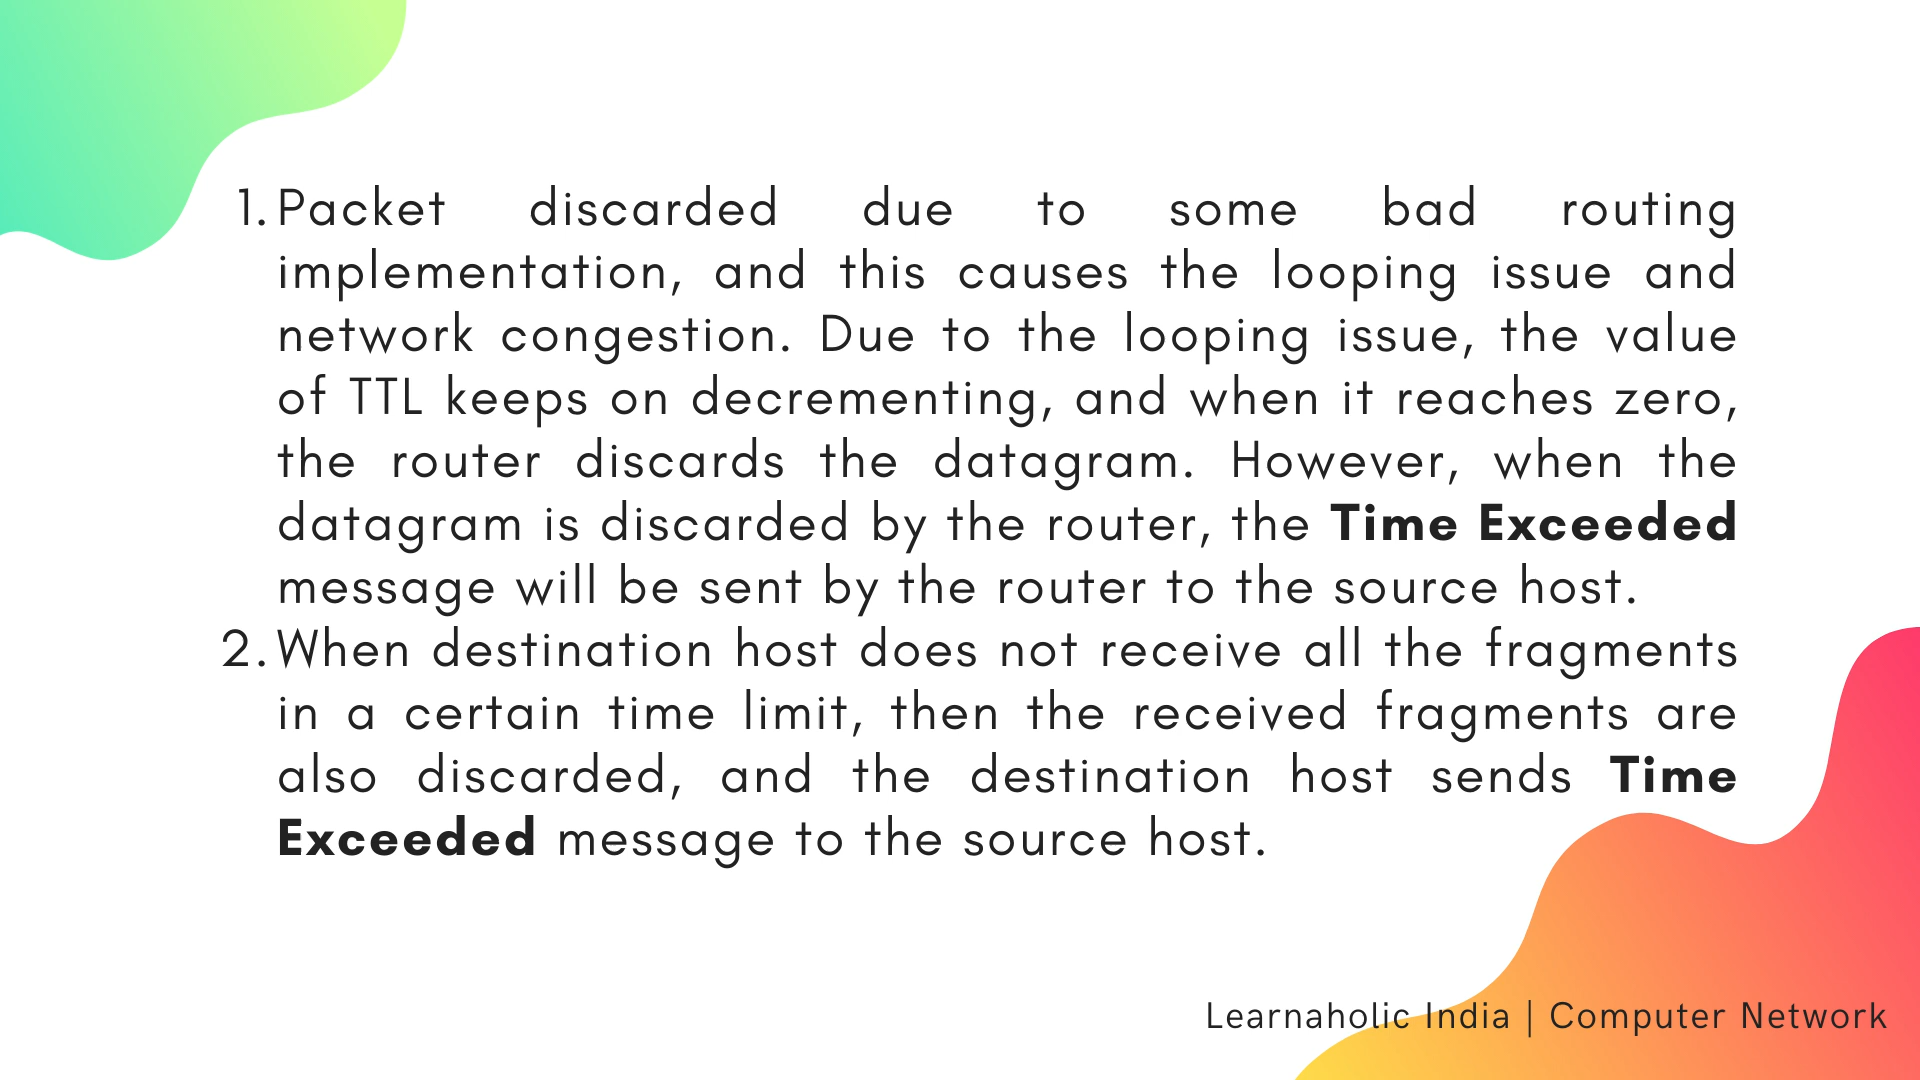 1. Packet discarded due to some bad routing
implementation, and this causes the looping issue and
network congestion. Due to the looping issue, the value
of TTL keeps on decrementing, and when it reaches zero,
the router discards the datagram. However, when the
datagram is discarded by the router, the Time Exceeded
message will be sent by the router to the source host.
2. When destination host does not receive all the fragments
in a certain time limit, then the received fragments are
also discarded, and the destination host sends Time
Exceeded message to the source host.
Learnaholic India | Computer Network